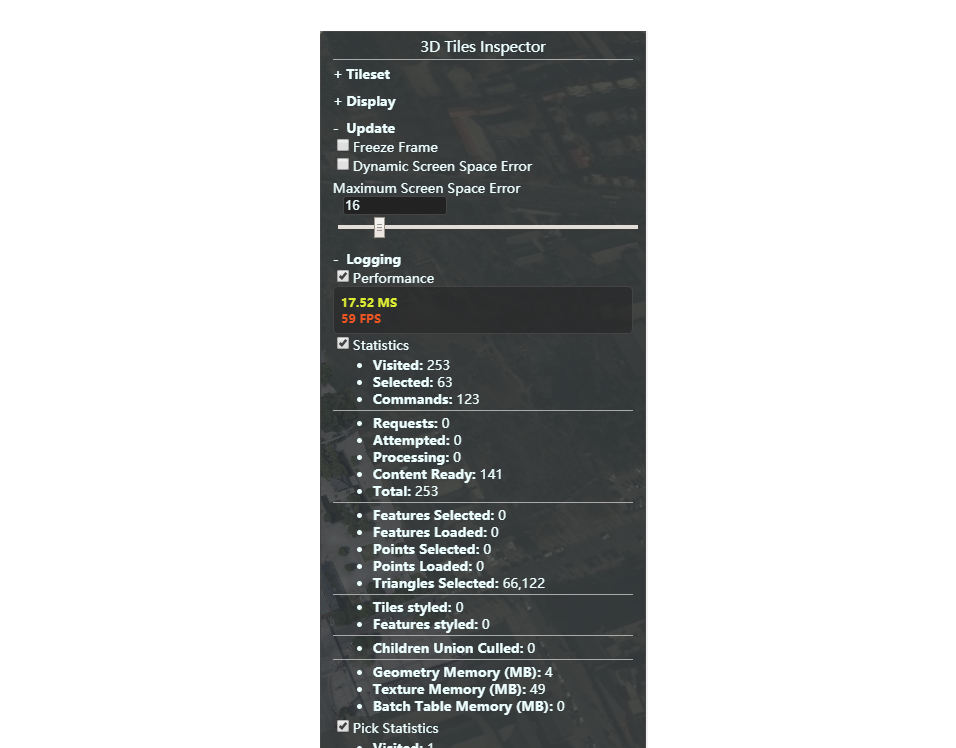 3D Tiles Inspector
+ Tileset
+ Display
- Update
Freeze Frame
Dynamic Screen Space Error
Maximum Screen Space Error
16
- Logging
Performance
17.52 MS
59 FPS
Statistics
• Visited: 253
• Selected: 63
• Commands: 123
• Requests: 0
• Attempted: 0
• Processing: 0
• Content Ready: 141
• Total: 253
• Features Selected: 0
• Features Loaded: 0
• Points Selected: 0
• Points Loaded: 0
• Triangles Selected: 66,122
• Tiles styled: 0
• Features styled: 0
• Children Union Culled: 0
• Geometry Memory (MB): 4
• Texture Memory (MB): 49
• Batch Table Memory (MB): 0
Pick Statistics
• Visited: 1